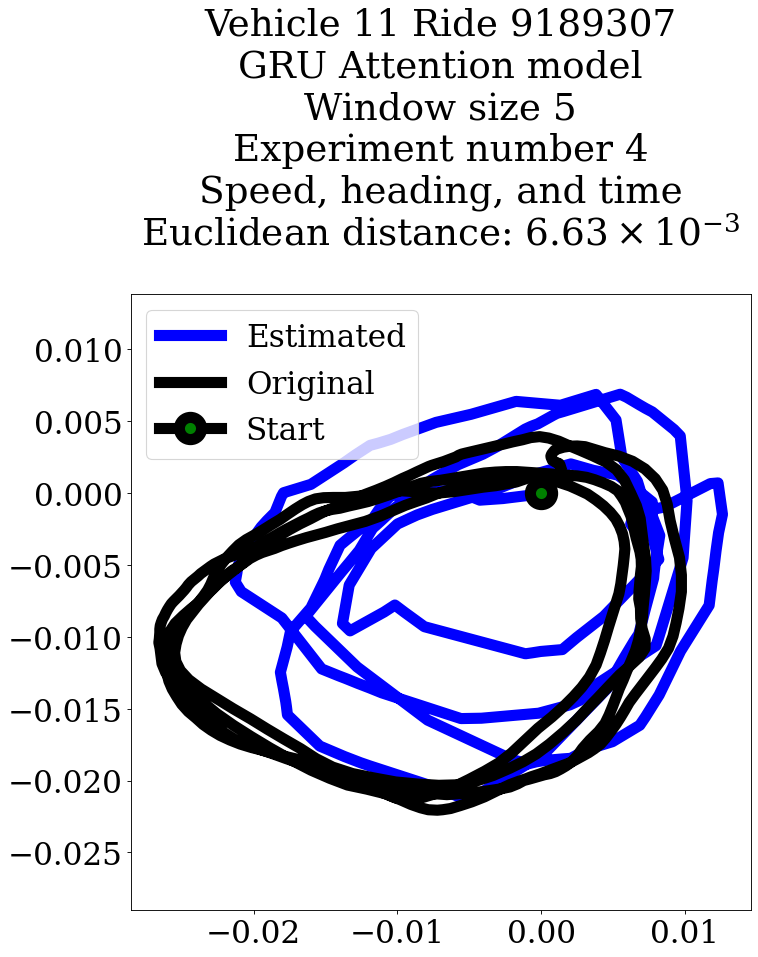 Vehicle 11 Ride 9189307
GRU Attention model
Window size 5
Experiment number 4
Speed, heading, and time
Euclidean distance: 6.63 × 10⁻³
Estimated
Original
Start
0.010
0.005
0.000
−0.005
−0.010
−0.015
−0.020
−0.025
−0.02 −0.01 0.00 0.01